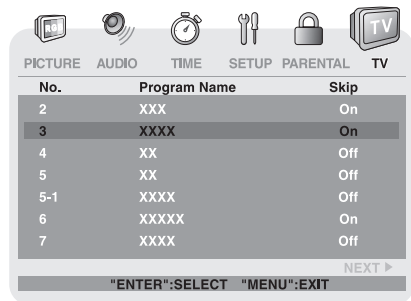 TV
PICTURE AUDIO TIME SETUP PARENTAL TV
No. Program Name Skip
2 XXX On
3 XXXX On
4 XX Off
5 XX Off
5-1 XXXX Off
6 XXXXX On
7 XXXX Off
NEXT ▶
"ENTER":SELECT "MENU":EXIT